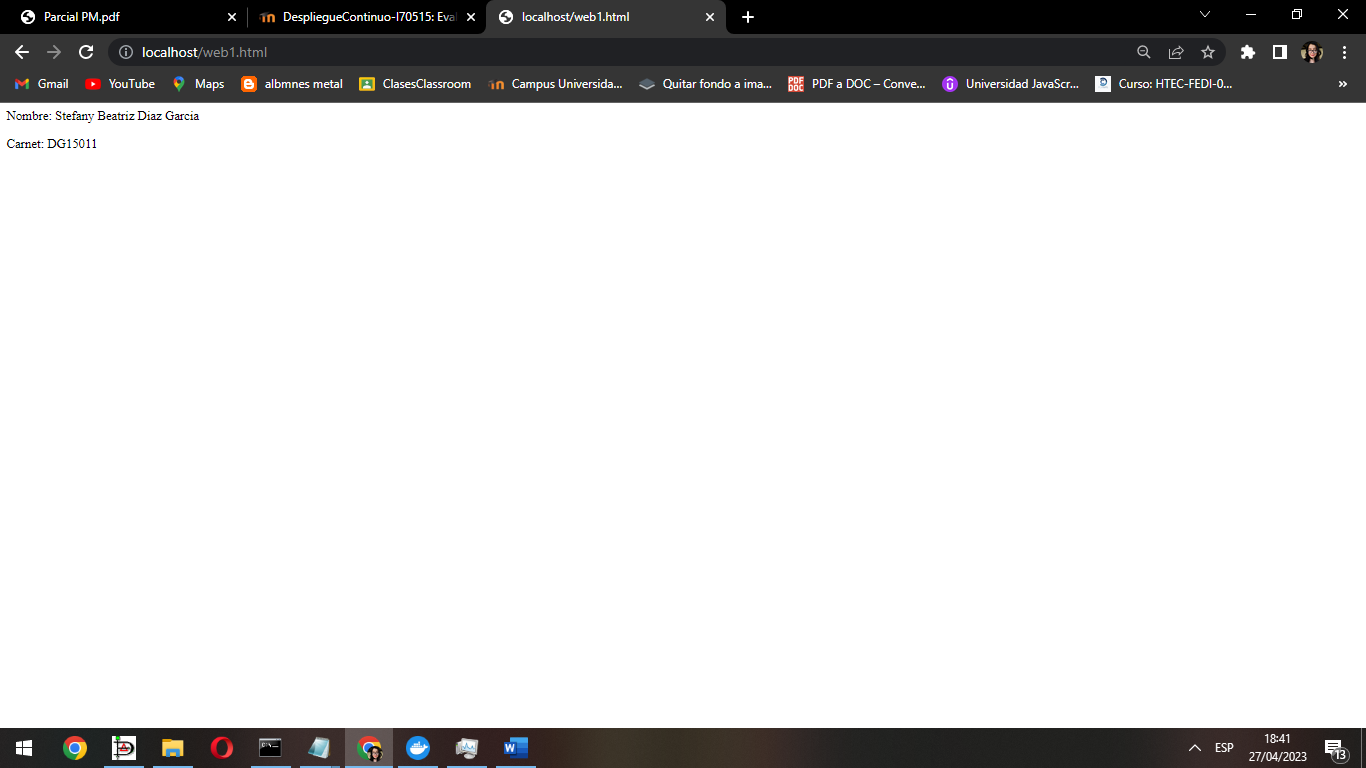 Parcial PM.pdf
DespliegueContinuo-I70515: Eval
localhost/web1.html
localhost/web1.html
Gmail
YouTube
Maps
albmnes metal
ClasesClassroom
Campus Universida...
Quitar fondo a ima...
PDF a DOC – Conve...
Universidad JavaScr...
Curso: HTEC-FEDI-0...
»
Nombre: Stefany Beatriz Diaz Garcia
Carnet: DG15011
ESP
18:41
27/04/2023
13